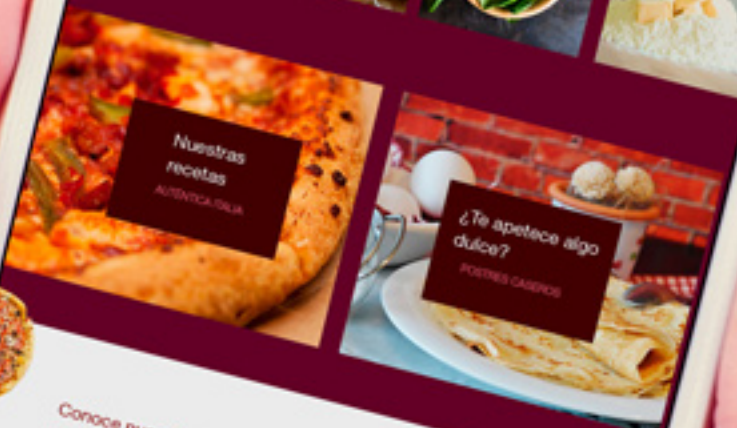 Nuestras
recetas
AUTÉNTICA ITALIA
¿Te apetece algo
dulce?
POSTRES CASEROS
Conoce